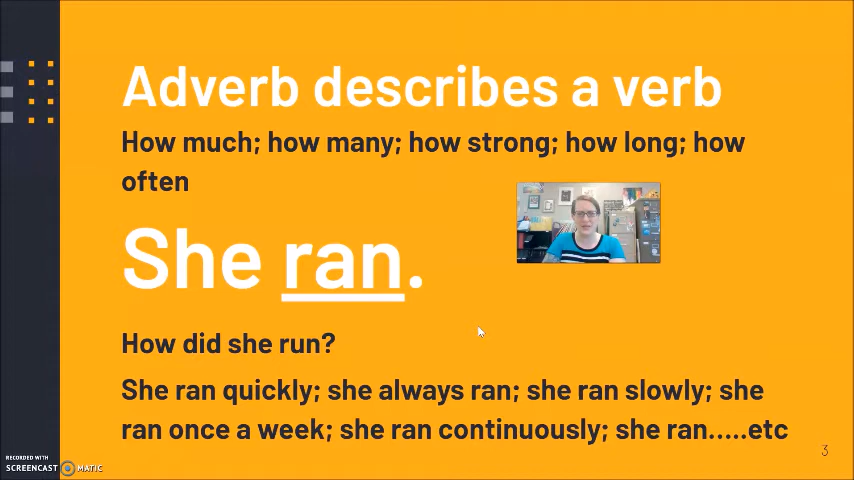 Adverb describes a verb
How much; how many; how strong; how long; how
often
She ran.
How did she run?
She ran quickly; she always ran; she ran slowly; she
ran once a week; she ran continuously; she ran.....etc
3
RECORDED WITH
SCREENCAST MATIC